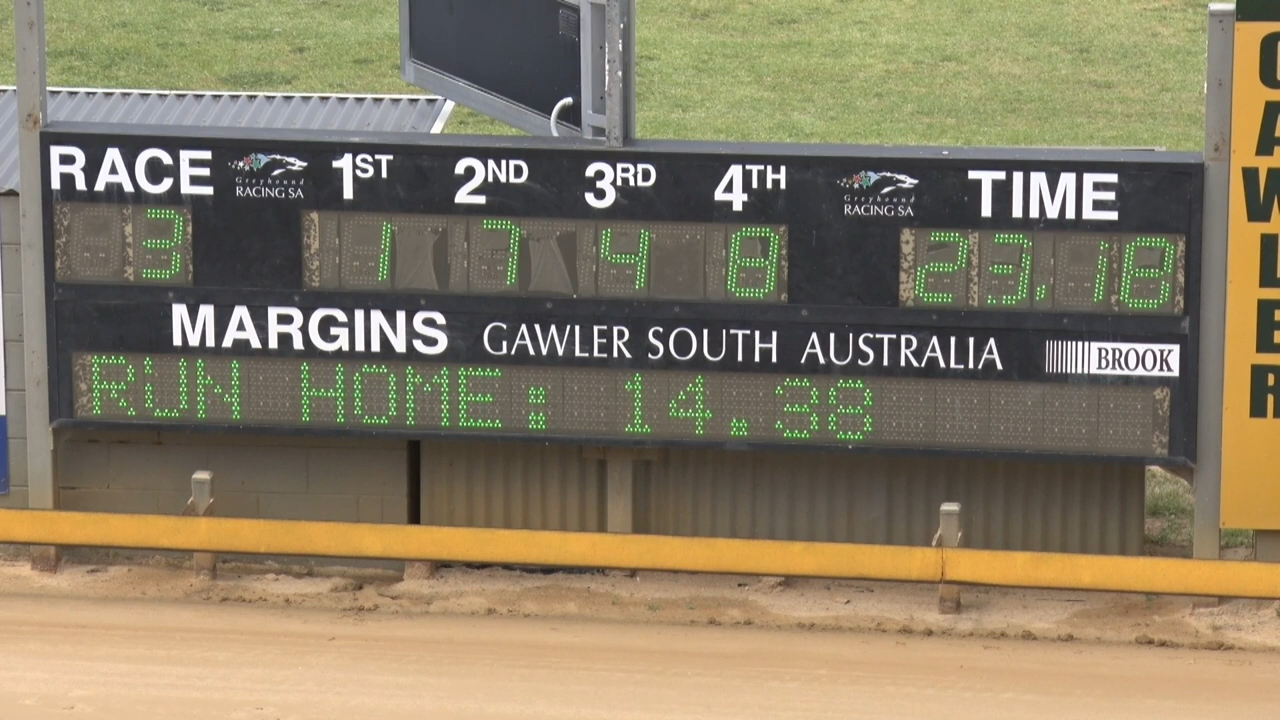 RACE Greyhound RACING SA 1ST 2ND 3RD 4TH Greyhound RACING SA TIME
3 1 7 4 8 23.18
MARGINS GAWLER SOUTH AUSTRALIA BROOK
RUN HOME: 14.38
GAWLER